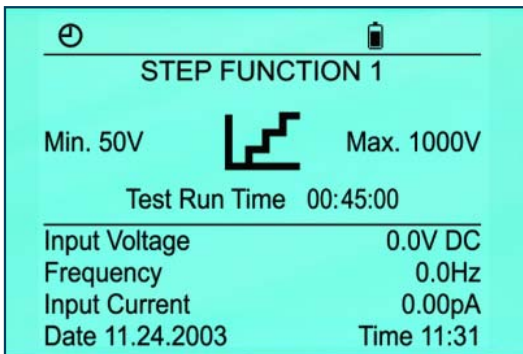 STEP FUNCTION 1
Min. 50V Max. 1000V
Test Run Time 00:45:00
Input Voltage 0.0V DC
Frequency 0.0Hz
Input Current 0.00pA
Date 11.24.2003 Time 11:31